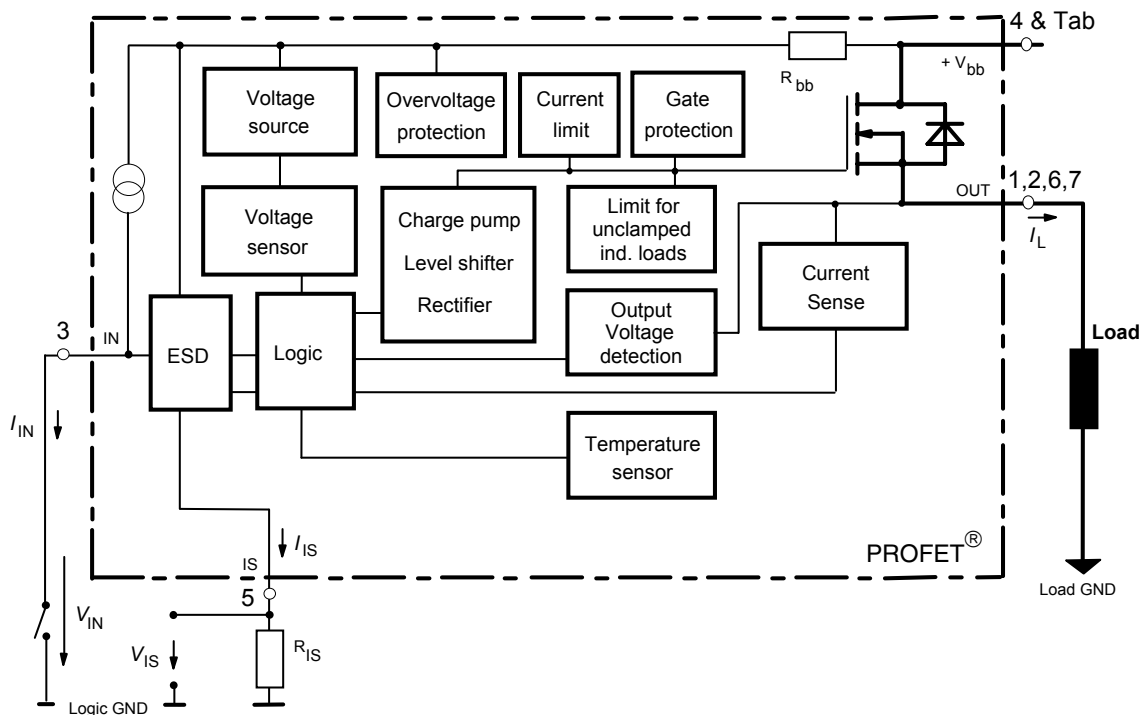 4 & Tab
R bb
+ V bb
Voltage
source
Overvoltage
protection
Current
limit
Gate
protection
Voltage
sensor
Charge pump
Level shifter
Rectifier
Limit for
unclamped
ind. loads
OUT
1,2,6,7
I L
Current
Sense
3
IN
ESD
Logic
Output
Voltage
detection
Load
I IN
Temperature
sensor
I IS
PROFET®
IS
5
Load GND
V IN
V IS
R IS
Logic GND